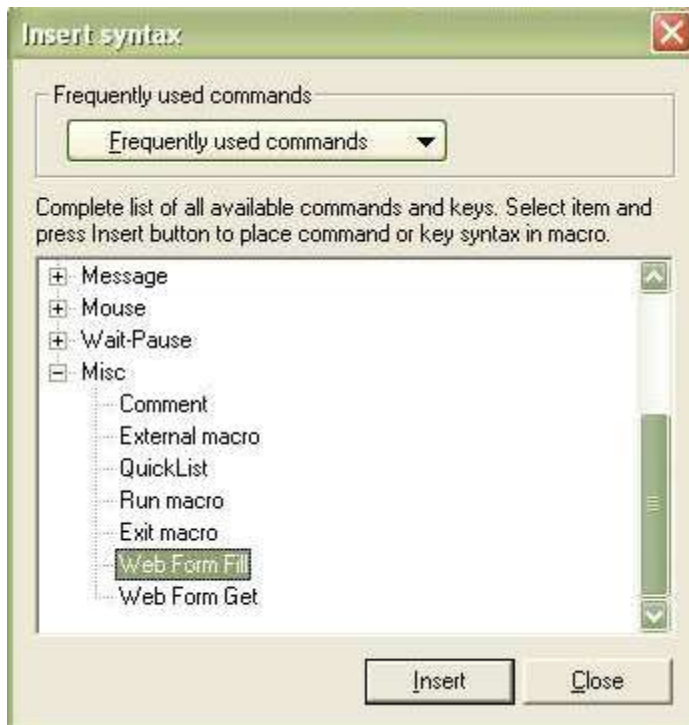 Insert syntax
Frequently used commands
Frequently used commands
Complete list of all available commands and keys. Select item and
press Insert button to place command or key syntax in macro.
Message
Mouse
Wait-Pause
Misc
Comment
External macro
QuickList
Run macro
Exit macro
Web Form Fill
Web Form Get
Insert
Close